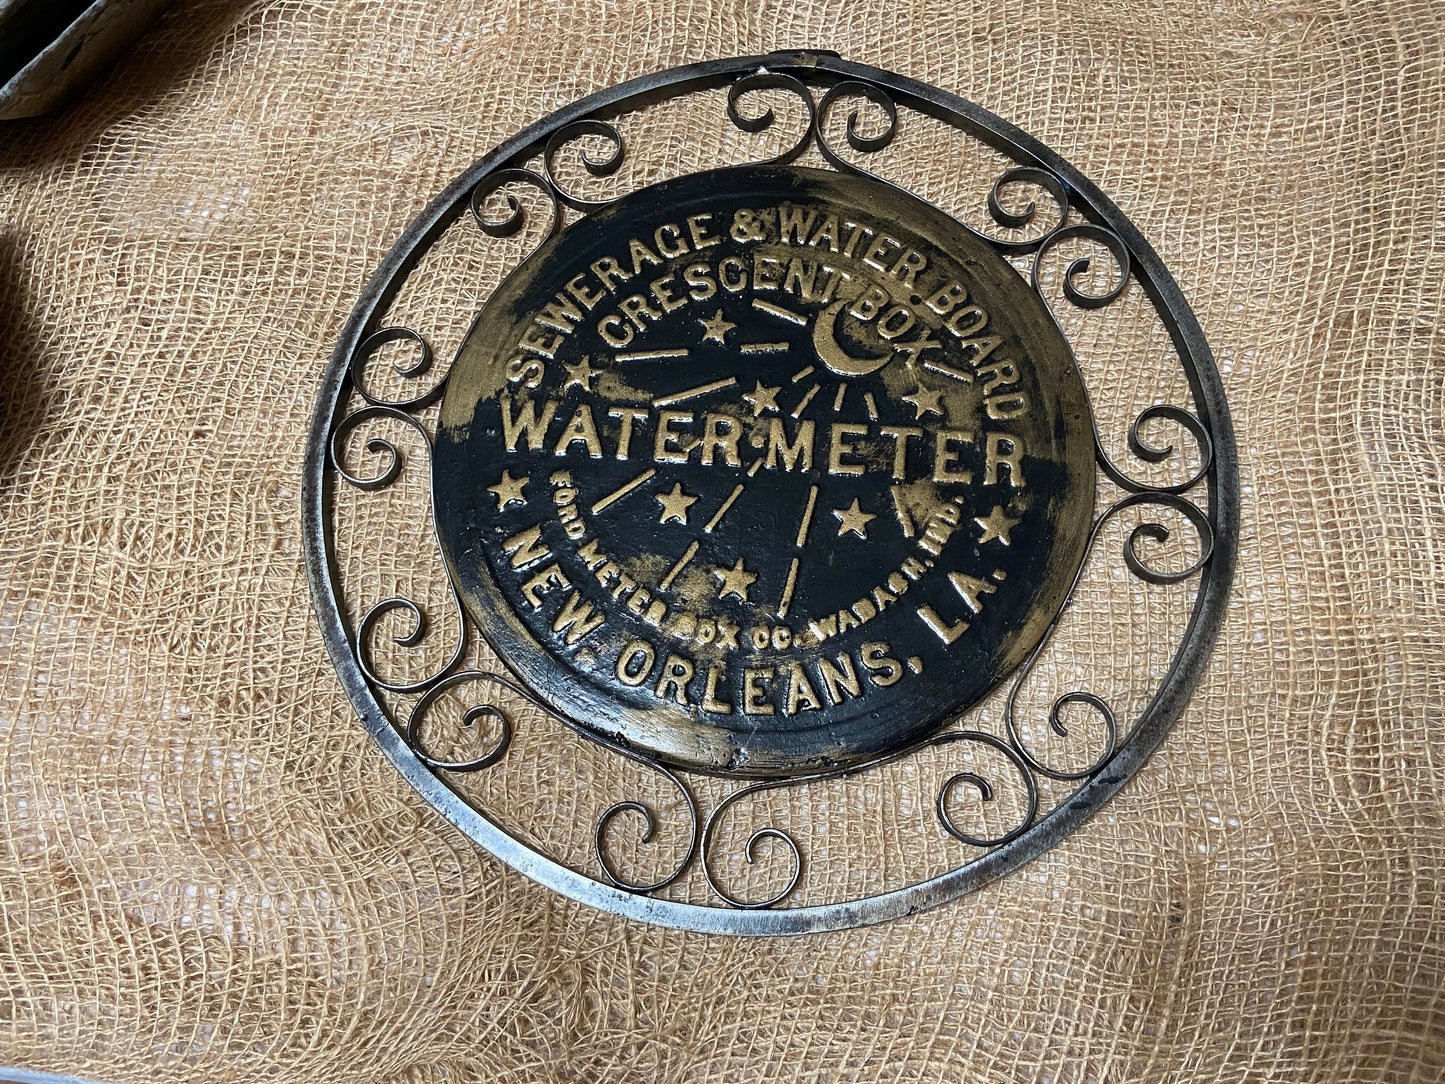 SEWERAGE & WATER BOARD
CRESCENT BOX
WATER METER
FORD METER BOX CO. WABASH, IND.
NEW ORLEANS, LA.